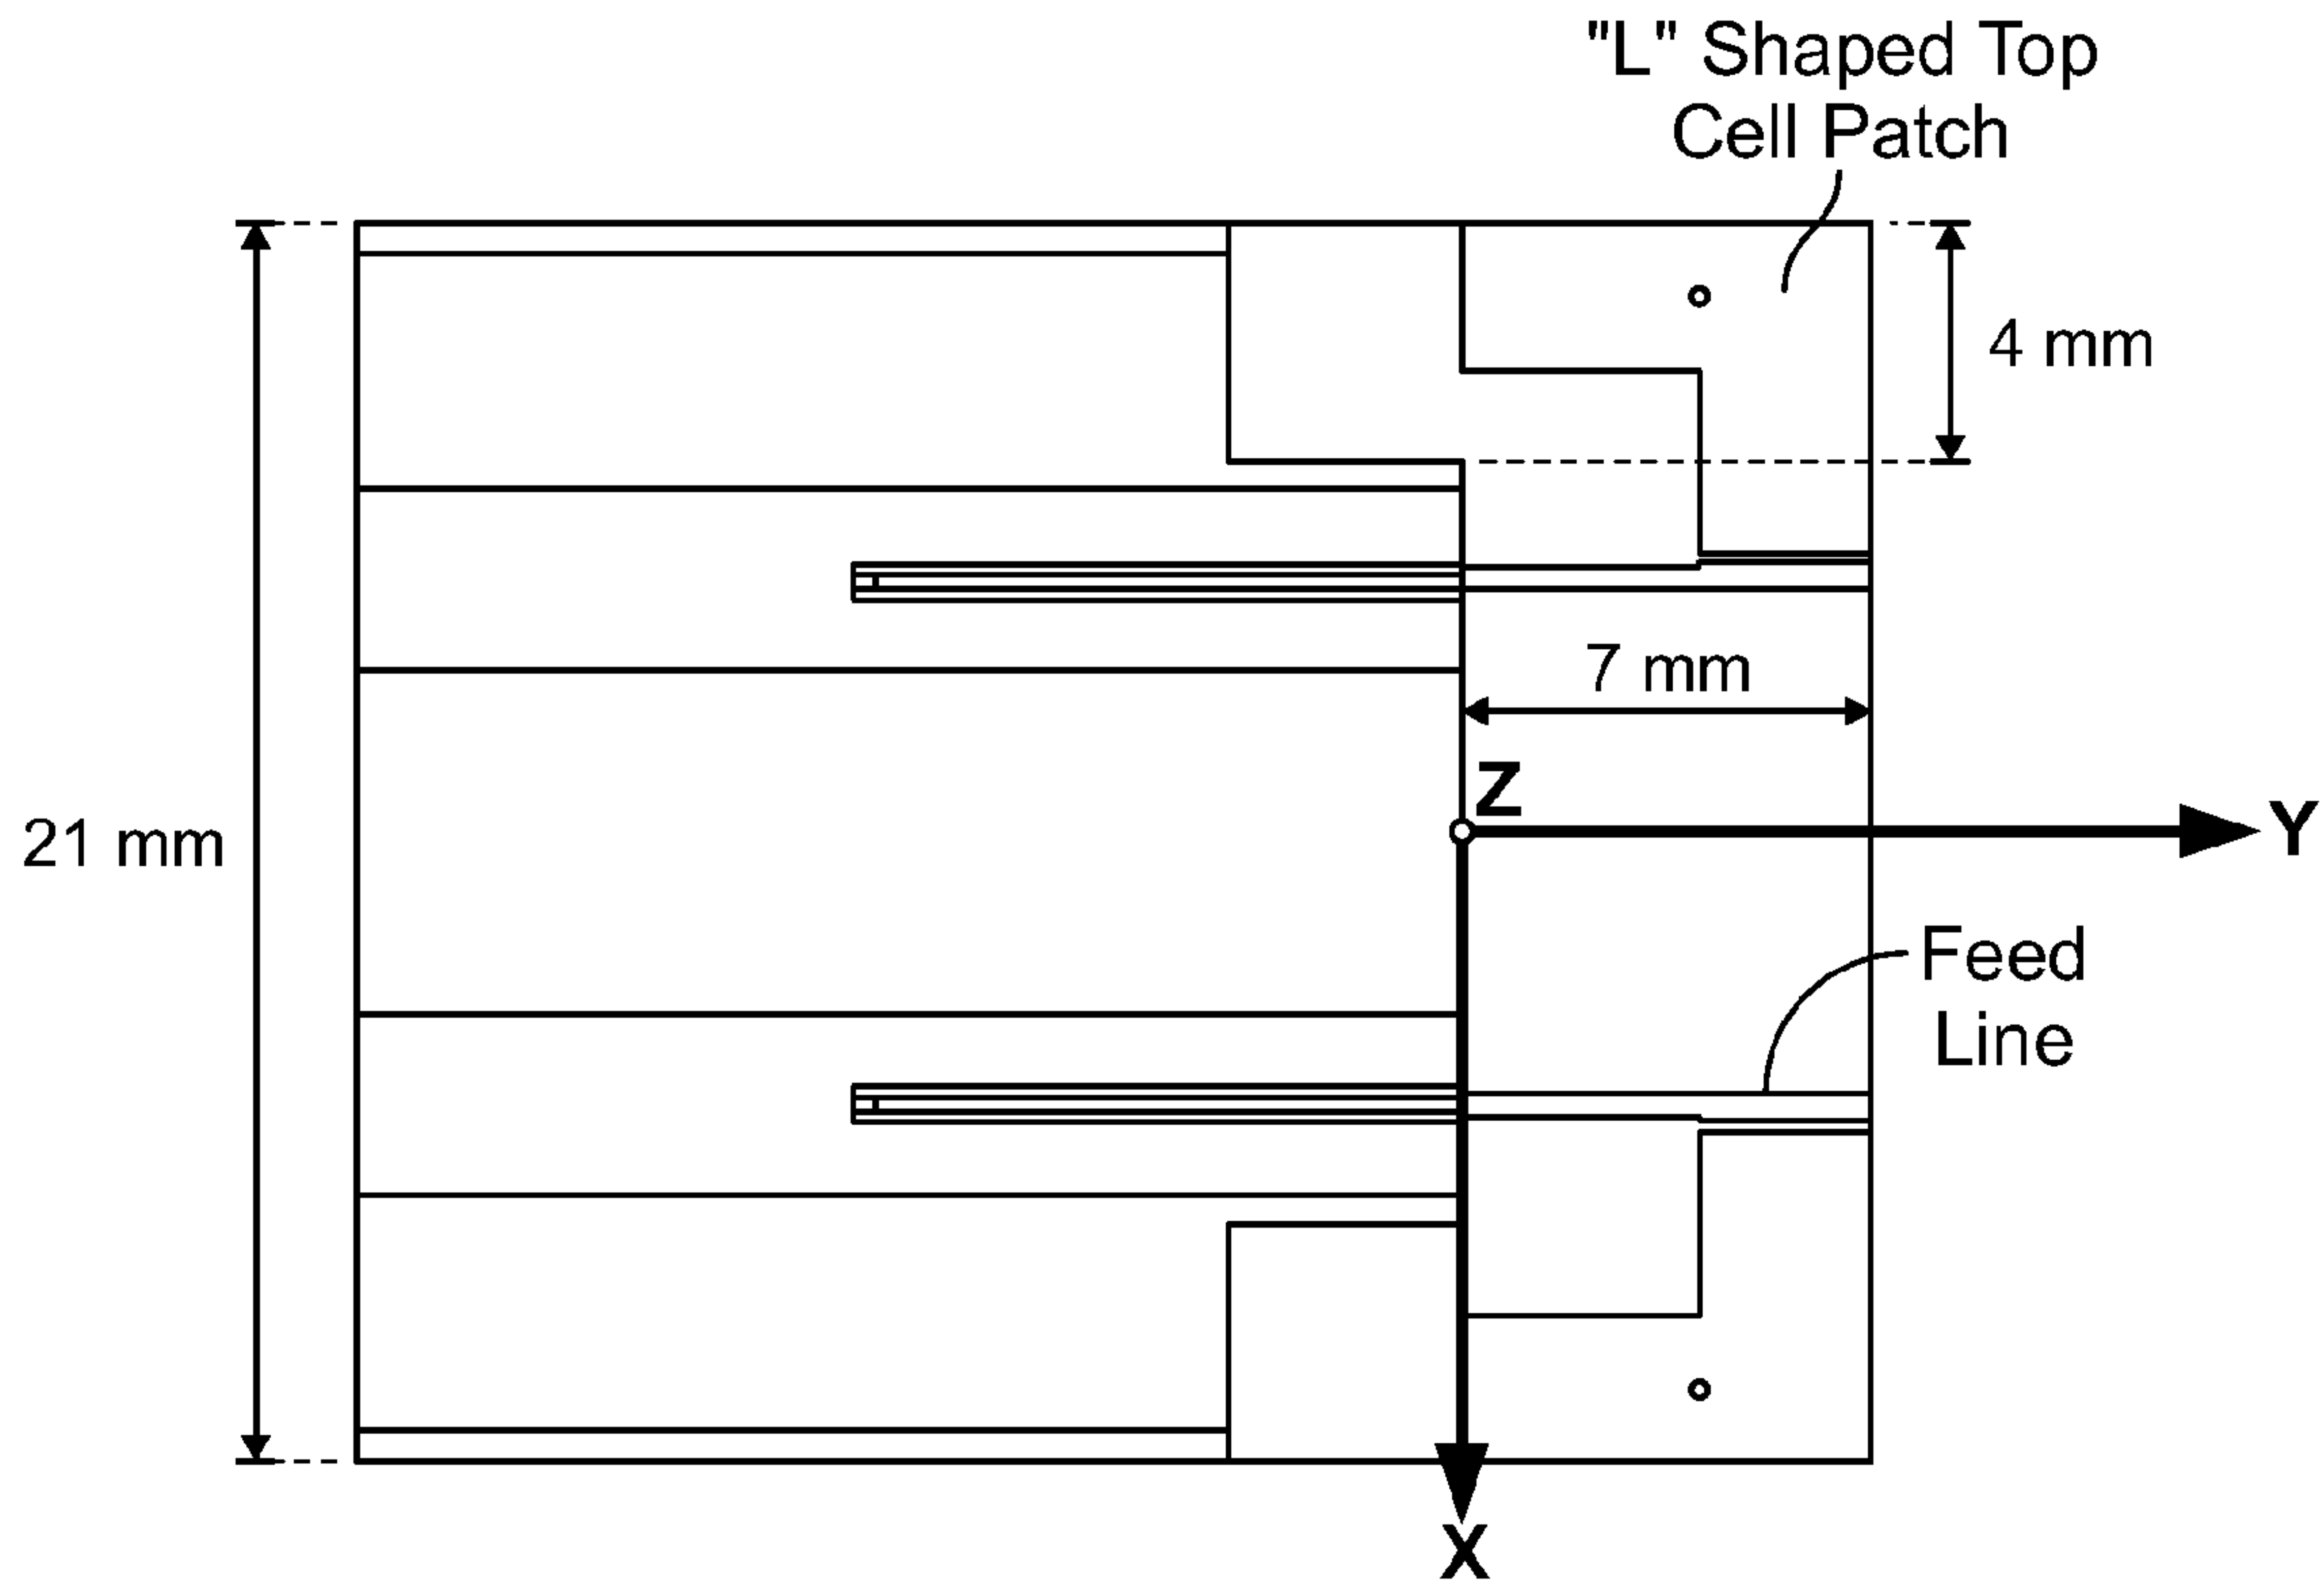 "L" Shaped Top
Cell Patch
4 mm
7 mm
Z
21 mm
Y
Feed
Line
X